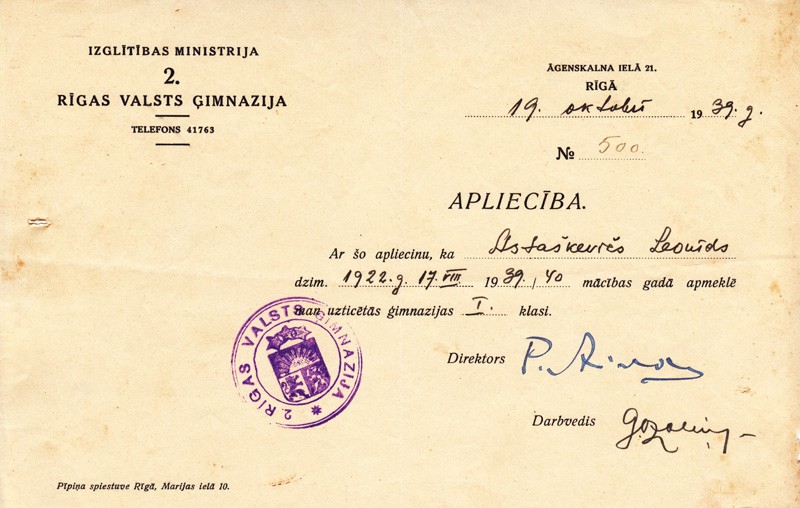 IZGLĪTĪBAS MINISTRIJA
2.
RĪGAS VALSTS ĢIMNAZIJA
TELEFONS 41763
ĀGENSKALNA IELĀ 21.
RĪGĀ
19. oktobrī 1939.g.
№ 500.
APLIECĪBA.
Ar šo apliecinu, ka Astaškevičs Leonīds
dzim. 1922.g. 17.VIII. 1939/40 mācības gadā apmeklē
man uzticētās ģimnazijas I. klasi.
2. RĪGAS VALSTS ĢIMNAZIJA
Direktors P.
Darbvedis
Pīpiņa spiestuve Rīgā, Marijas ielā 10.